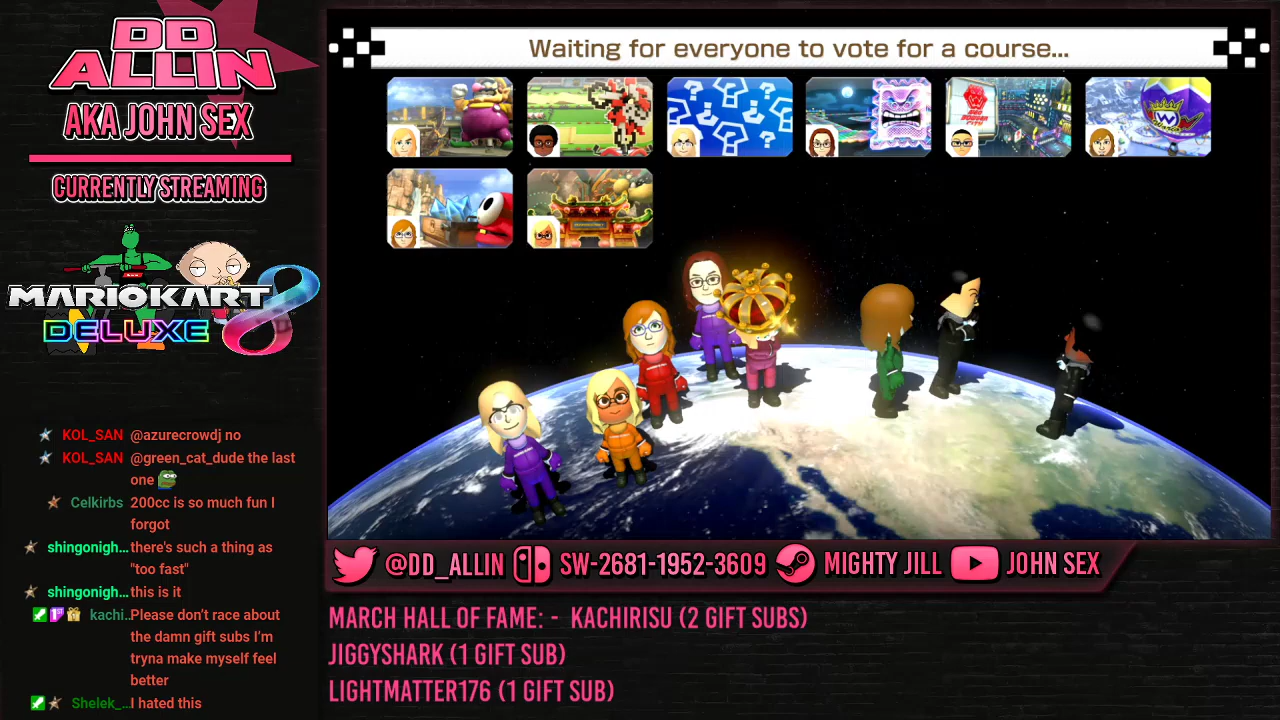 DD
ALLIN
AKA JOHN SEX
CURRENTLY STREAMING
MARIOKART 8
DELUXE
KOL_SAN @azurecrowdj no
KOL_SAN @green_cat_dude the last
one
Celkirbs 200cc is so much fun I
forgot
shingonigh... there's such a thing as
"too fast"
shingonigh... this is it
kachi... Please don't race about
the damn gift subs I'm
tryna make myself feel
better
Shelek_... I hated this
Waiting for everyone to vote for a course...
@DD_ALLIN SW-2681-1952-3609 MIGHTY JILL JOHN SEX
MARCH HALL OF FAME: - KACHIRISU (2 GIFT SUBS)
JIGGYSHARK (1 GIFT SUB)
LIGHTMATTER176 (1 GIFT SUB)